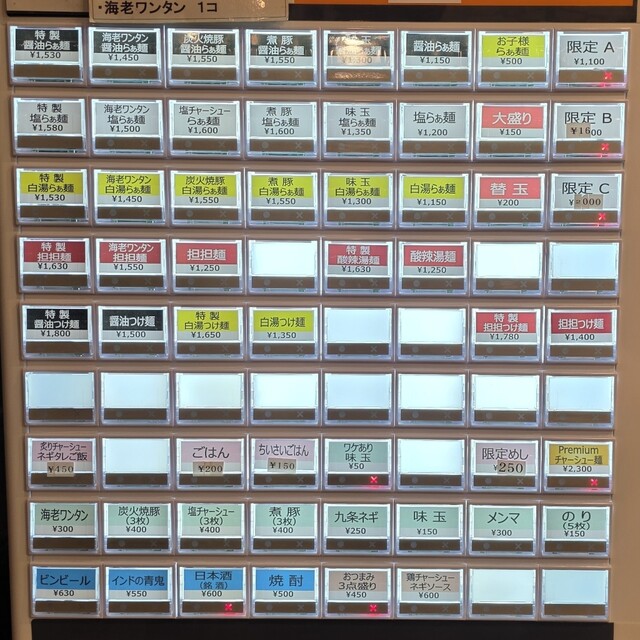 ・海老ワンタン 1コ
特製
醤油らぁ麺
¥1,530
海老ワンタン
醤油らぁ麺
¥1,450
炭火焼豚
醤油らぁ麺
¥1,550
煮豚
醤油らぁ麺
¥1,550
醤油らぁ麺
¥1,150
お子様
らぁ麺
¥500
限定A
¥1,100
特製
塩らぁ麺
¥1,580
海老ワンタン
塩らぁ麺
¥1,500
塩チャーシュー
らぁ麺
¥1,600
煮豚
塩らぁ麺
¥1,600
味玉
塩らぁ麺
¥1,350
塩らぁ麺
¥1,200
大盛り
¥150
限定B
¥1600
特製
白湯らぁ麺
¥1,530
海老ワンタン
白湯らぁ麺
¥1,450
炭火焼豚
白湯らぁ麺
¥1,550
煮豚
白湯らぁ麺
¥1,550
味玉
白湯らぁ麺
¥1,300
白湯らぁ麺
¥1,150
替玉
¥200
限定C
特製
担担麺
¥1,630
海老ワンタン
担担麺
¥1,550
担担麺
¥1,250
特製
酸辣湯麺
¥1,630
酸辣湯麺
¥1,450
特製
醤油つけ麺
¥1,800
醤油つけ麺
¥1,500
特製
白湯つけ麺
¥1,650
白湯つけ麺
¥1,350
特製
担担つけ麺
¥1,780
担担つけ麺
¥1,400
炙りチャーシュー
ネギタレご飯
¥450
ごはん
¥200
ちいさいごはん
¥150
ワケあり
味玉
¥50
限定めし
¥250
Premium
チャーシュー麺
¥2,300
海老ワンタン
¥300
炭火焼豚
(3枚)
¥400
塩チャーシュー
(3枚)
¥400
煮豚
(3枚)
¥400
九条ネギ
¥250
味玉
¥150
メンマ
¥300
のり
(5枚)
¥150
ビンビール
¥630
インドの青鬼
¥550
日本酒
(銘酒)
¥600
焼酎
¥500
おつまみ
3点盛り
¥450
鶏チャーシュー
ネギソース
¥600